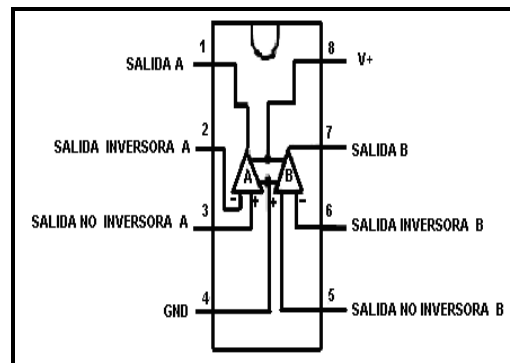 1
SALIDA A
8
V+
2
SALIDA INVERSORA A
7
SALIDA B
A
B
- + + -
3
SALIDA NO INVERSORA A
6
SALIDA INVERSORA B
4
GND
5
SALIDA NO INVERSORA B